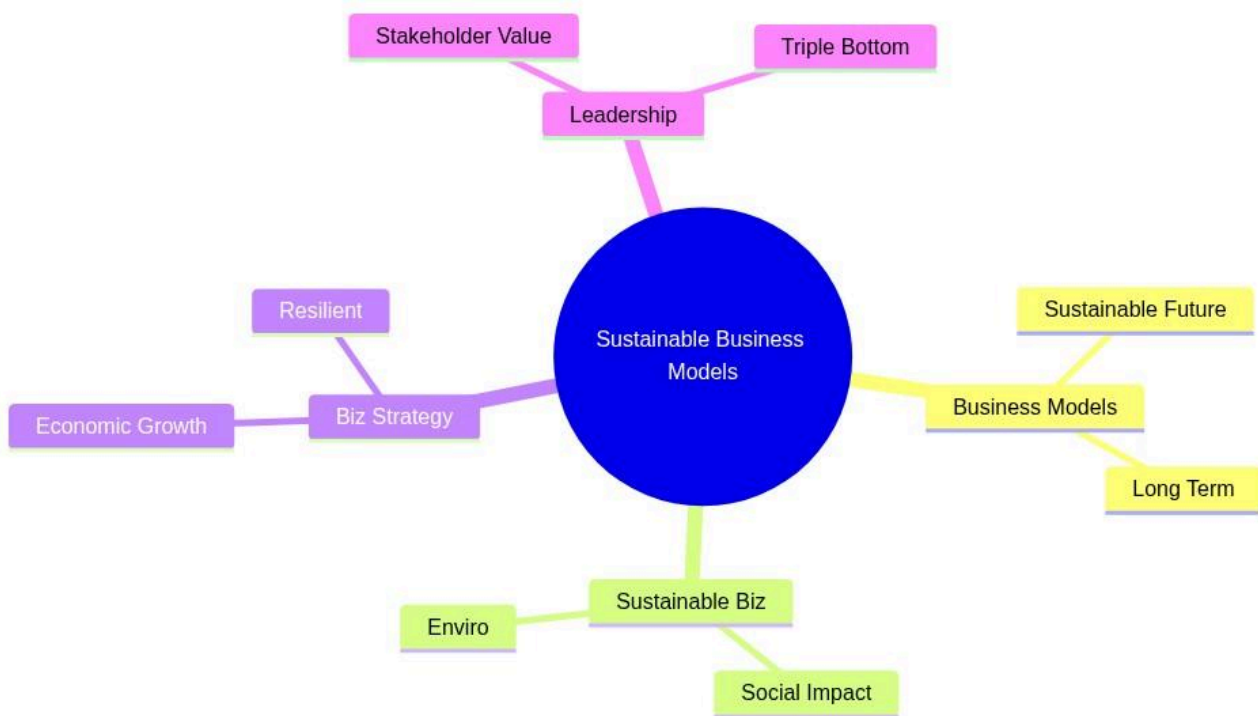 Stakeholder Value
Triple Bottom
Leadership
Resilient
Sustainable Future
Sustainable Business
Models
Business Models
Biz Strategy
Economic Growth
Long Term
Sustainable Biz
Enviro
Social Impact